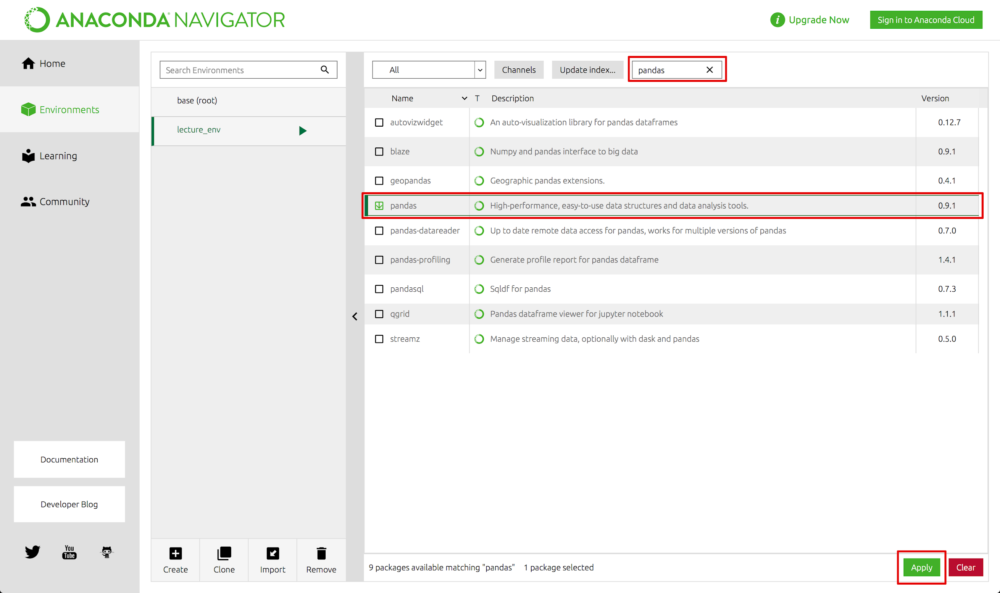 ANACONDA NAVIGATOR
Upgrade Now
Sign in to Anaconda Cloud
Home
Environments
Learning
Community
Documentation
Developer Blog
You
Tube
Search Environments
base (root)
lecture_env
Create
Clone
Import
Remove
All
Channels
Update index...
pandas
Name T Description Version
autovizwidget An auto-visualization library for pandas dataframes 0.12.7
blaze Numpy and pandas interface to big data 0.9.1
geopandas Geographic pandas extensions. 0.4.1
pandas High-performance, easy-to-use data structures and data analysis tools. 0.9.1
pandas-datareader Up to date remote data access for pandas, works for multiple versions of pandas 0.7.0
pandas-profiling Generate profile report for pandas dataframe 1.4.1
pandasql Sqldf for pandas 0.7.3
qgrid Pandas dataframe viewer for jupyter notebook 1.1.1
streamz Manage streaming data, optionally with dask and pandas 0.5.0
9 packages available matching "pandas" 1 package selected
Apply
Clear